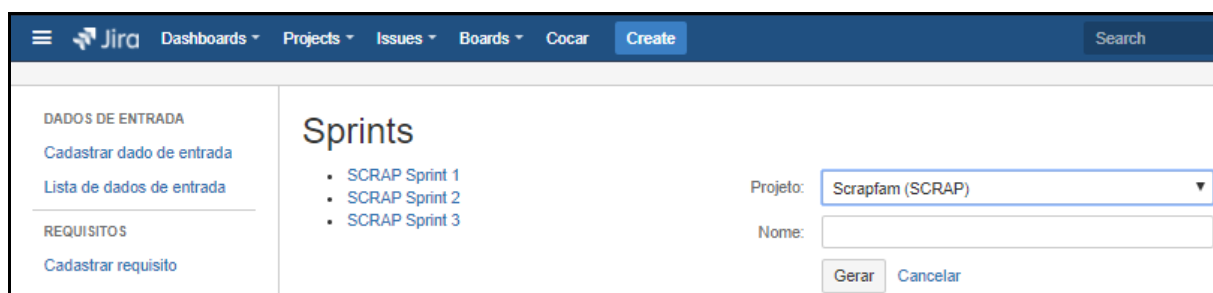 Jira Dashboards Projects Issues Boards Cocar Create Search
DADOS DE ENTRADA
Cadastrar dado de entrada
Lista de dados de entrada
REQUISITOS
Cadastrar requisito
Sprints
SCRAP Sprint 1
SCRAP Sprint 2
SCRAP Sprint 3
Projeto: Scrapfam (SCRAP)
Nome:
Gerar Cancelar